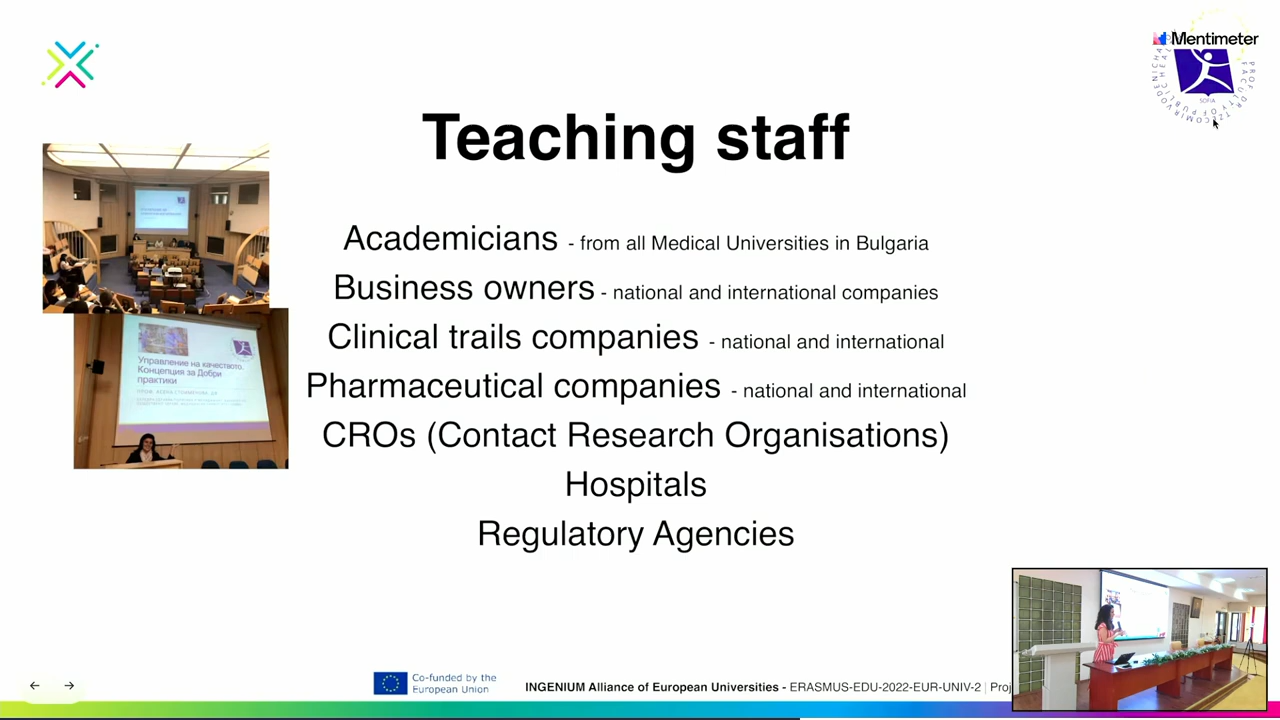 Mentimeter
SOFIA
Teaching staff
Academicians - from all Medical Universities in Bulgaria
Business owners - national and international companies
Clinical trails companies - national and international
Pharmaceutical companies - national and international
CROs (Contact Research Organisations)
Hospitals
Regulatory Agencies
Управление на качеството.
Концепция за Добри
практики
Co-funded by the
European Union
INGENIUM Alliance of European Universities - ERASMUS-EDU-2022-EUR-UNIV-2 | Proj